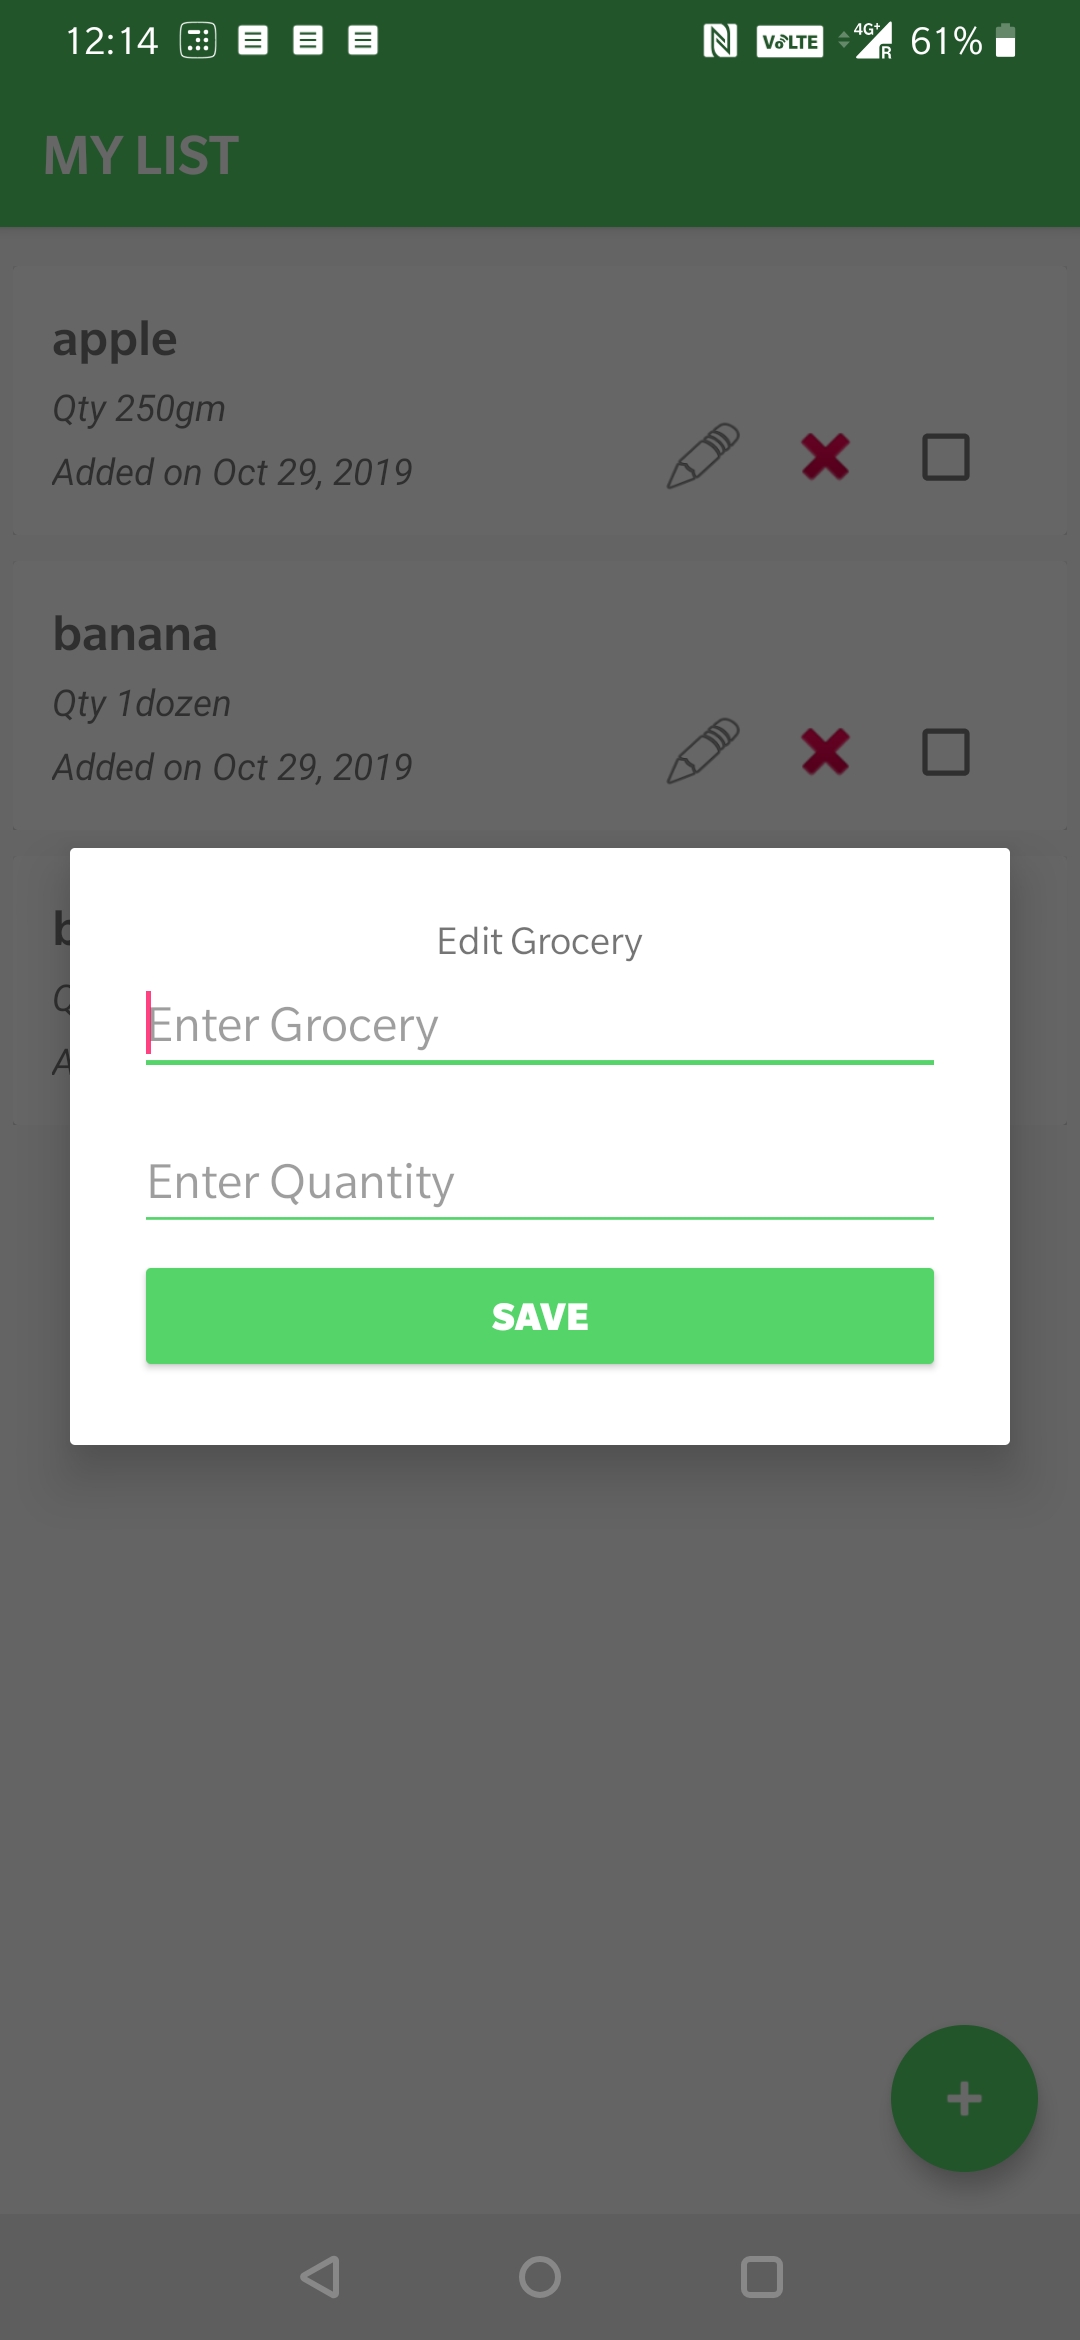 12:14 VoLTE 4G+ R 61%
MY LIST
apple
Qty 250gm
Added on Oct 29, 2019
banana
Qty 1dozen
Added on Oct 29, 2019
Edit Grocery
Enter Grocery
Enter Quantity
SAVE